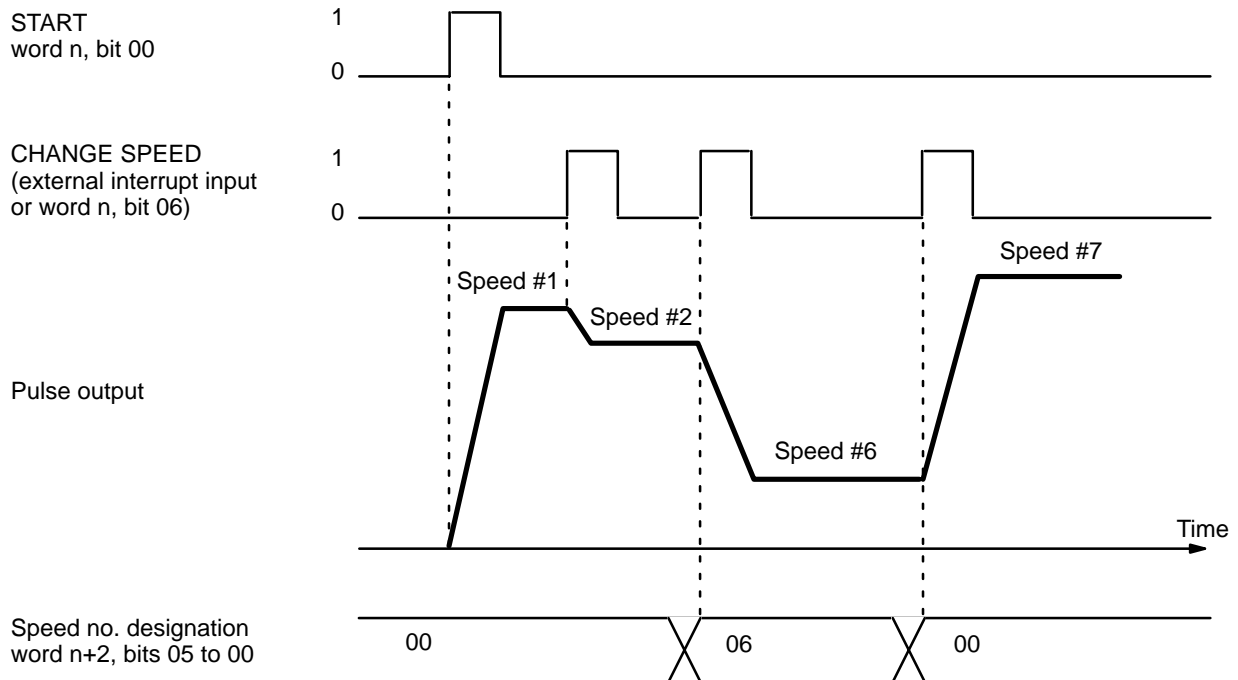 START
word n, bit 00
1
0
CHANGE SPEED
(external interrupt input
or word n, bit 06)
1
0
Speed #7
Speed #1
Speed #2
Pulse output
Speed #6
Time
Speed no. designation
word n+2, bits 05 to 00
00
06
00